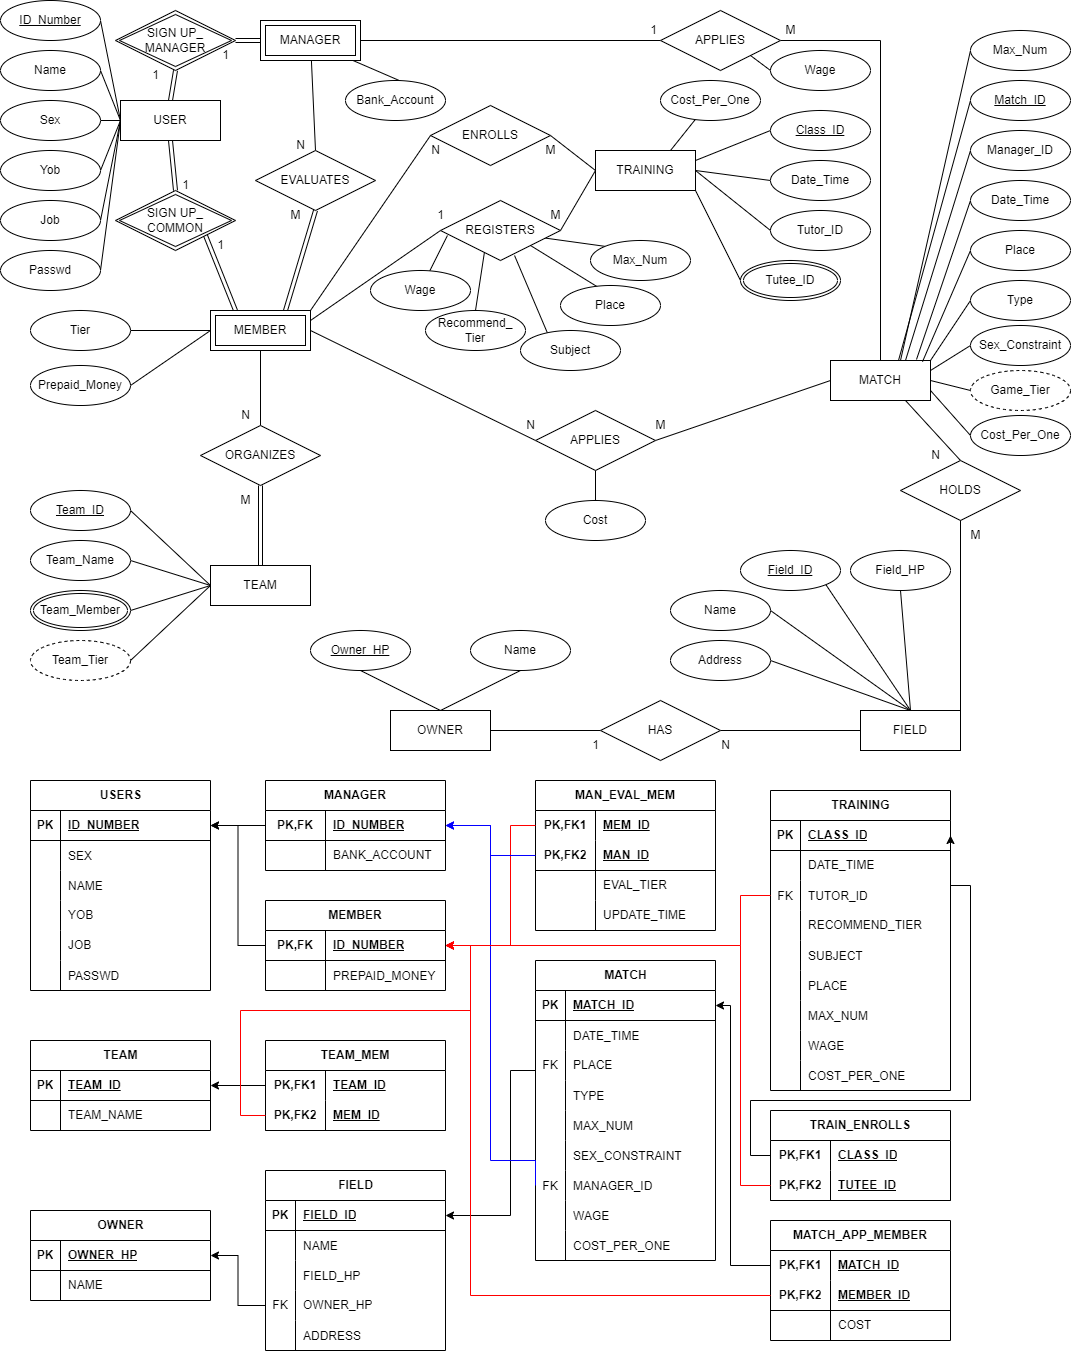 ID_Number
Name
Sex
Yob
Job
Passwd
SIGN UP_
MANAGER
1
1
MANAGER
Bank_Account
USER
1
SIGN UP_
COMMON
1
N
EVALUATES
M
1
APPLIES
M
Wage
ENROLLS
N
M
Cost_Per_One
TRAINING
Class_ID
Date_Time
Tutor_ID
Tutee_ID
1
REGISTERS
M
Wage
Recommend_
Tier
Subject
Place
Max_Num
Max_Num
Match_ID
Manager_ID
Date_Time
Place
Type
Sex_Constraint
Game_Tier
Cost_Per_One
MATCH
Tier
Prepaid_Money
MEMBER
N
APPLIES
M
Cost
N
ORGANIZES
M
N
HOLDS
M
Team_ID
Team_Name
Team_Member
Team_Tier
TEAM
Field_ID
Field_HP
Name
Address
Owner_HP
Name
OWNER
1
HAS
N
FIELD
USERS
PK ID_NUMBER
SEX
NAME
YOB
JOB
PASSWD
MANAGER
PK,FK ID_NUMBER
BANK_ACCOUNT
MEMBER
PK,FK ID_NUMBER
PREPAID_MONEY
MAN_EVAL_MEM
PK,FK1 MEM_ID
PK,FK2 MAN_ID
EVAL_TIER
UPDATE_TIME
TRAINING
PK CLASS_ID
DATE_TIME
FK TUTOR_ID
RECOMMEND_TIER
SUBJECT
PLACE
MAX_NUM
WAGE
COST_PER_ONE
MATCH
PK MATCH_ID
DATE_TIME
FK PLACE
TYPE
MAX_NUM
SEX_CONSTRAINT
FK MANAGER_ID
WAGE
COST_PER_ONE
TEAM
PK TEAM_ID
TEAM_NAME
TEAM_MEM
PK,FK1 TEAM_ID
PK,FK2 MEM_ID
TRAIN_ENROLLS
PK,FK1 CLASS_ID
PK,FK2 TUTEE_ID
OWNER
PK OWNER_HP
NAME
FIELD
PK FIELD_ID
NAME
FIELD_HP
FK OWNER_HP
ADDRESS
MATCH_APP_MEMBER
PK,FK1 MATCH_ID
PK,FK2 MEMBER_ID
COST